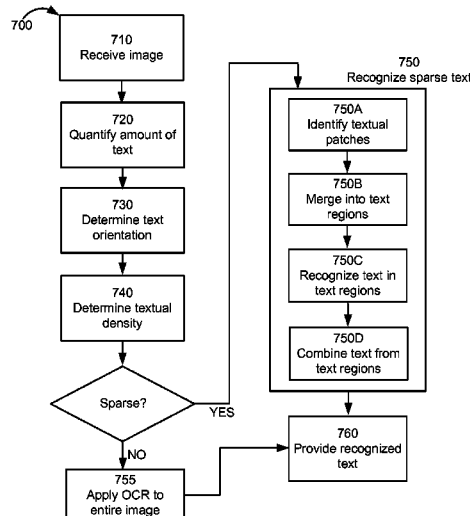 700
710
Receive image
720
Quantify amount of
text
730
Determine text
orientation
740
Determine textual
density
Sparse?
YES
NO
755
Apply OCR to
entire image
750
Recognize sparse text
750A
Identify textual
patches
750B
Merge into text
regions
750C
Recognize text in
text regions
750D
Combine text from
text regions
760
Provide recognized
text